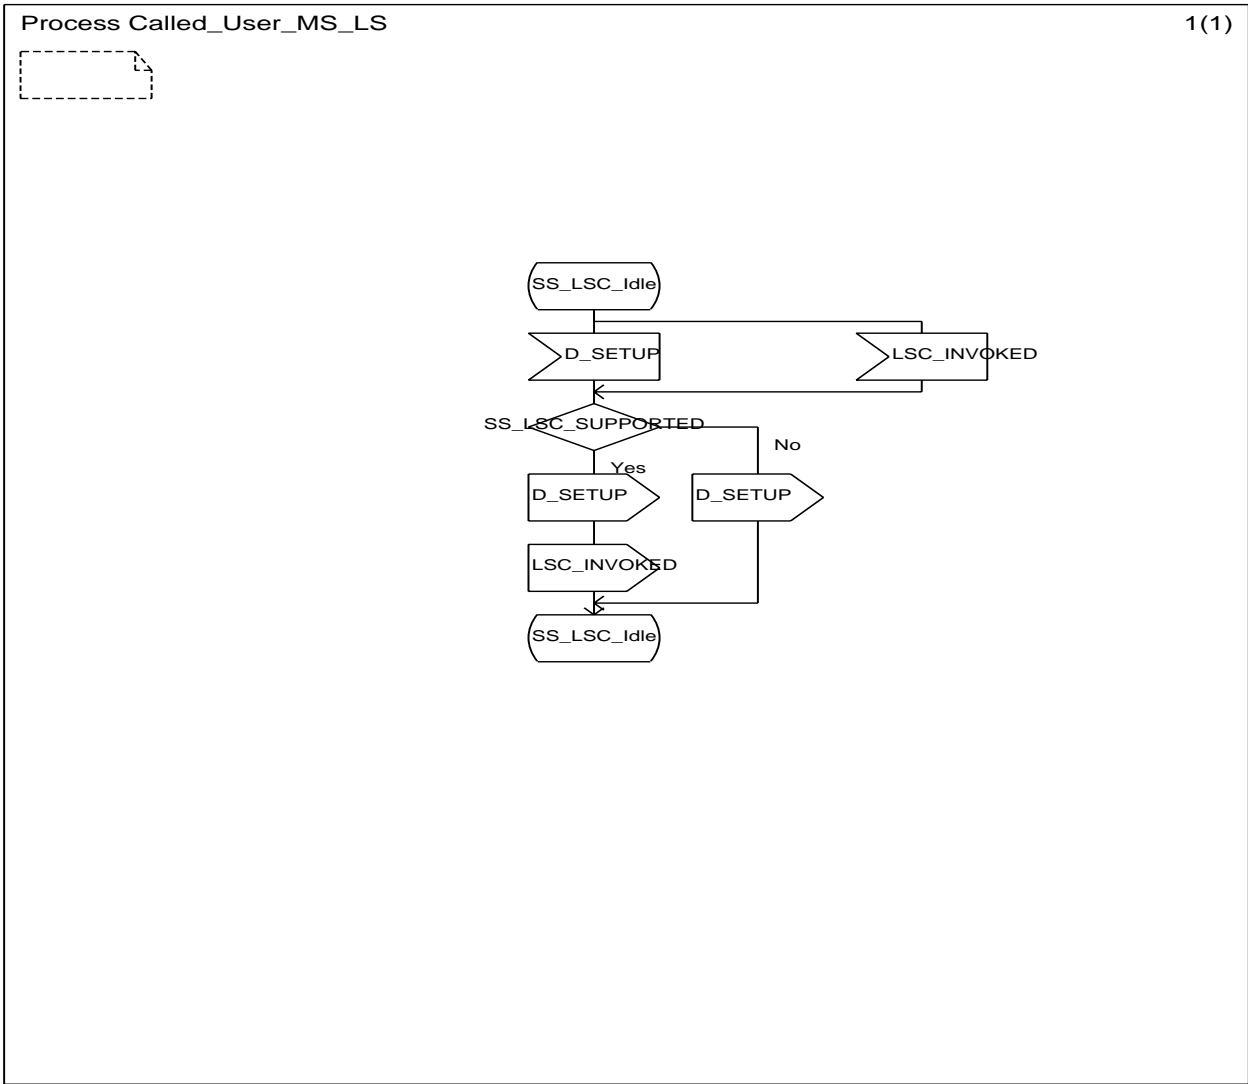 Process Called_User_MS_LS
1(1)
SS_LSC_Idle
D_SETUP
LSC_INVOKED
SS_LSC_SUPPORTED
No
Yes
D_SETUP
D_SETUP
LSC_INVOKED
SS_LSC_Idle